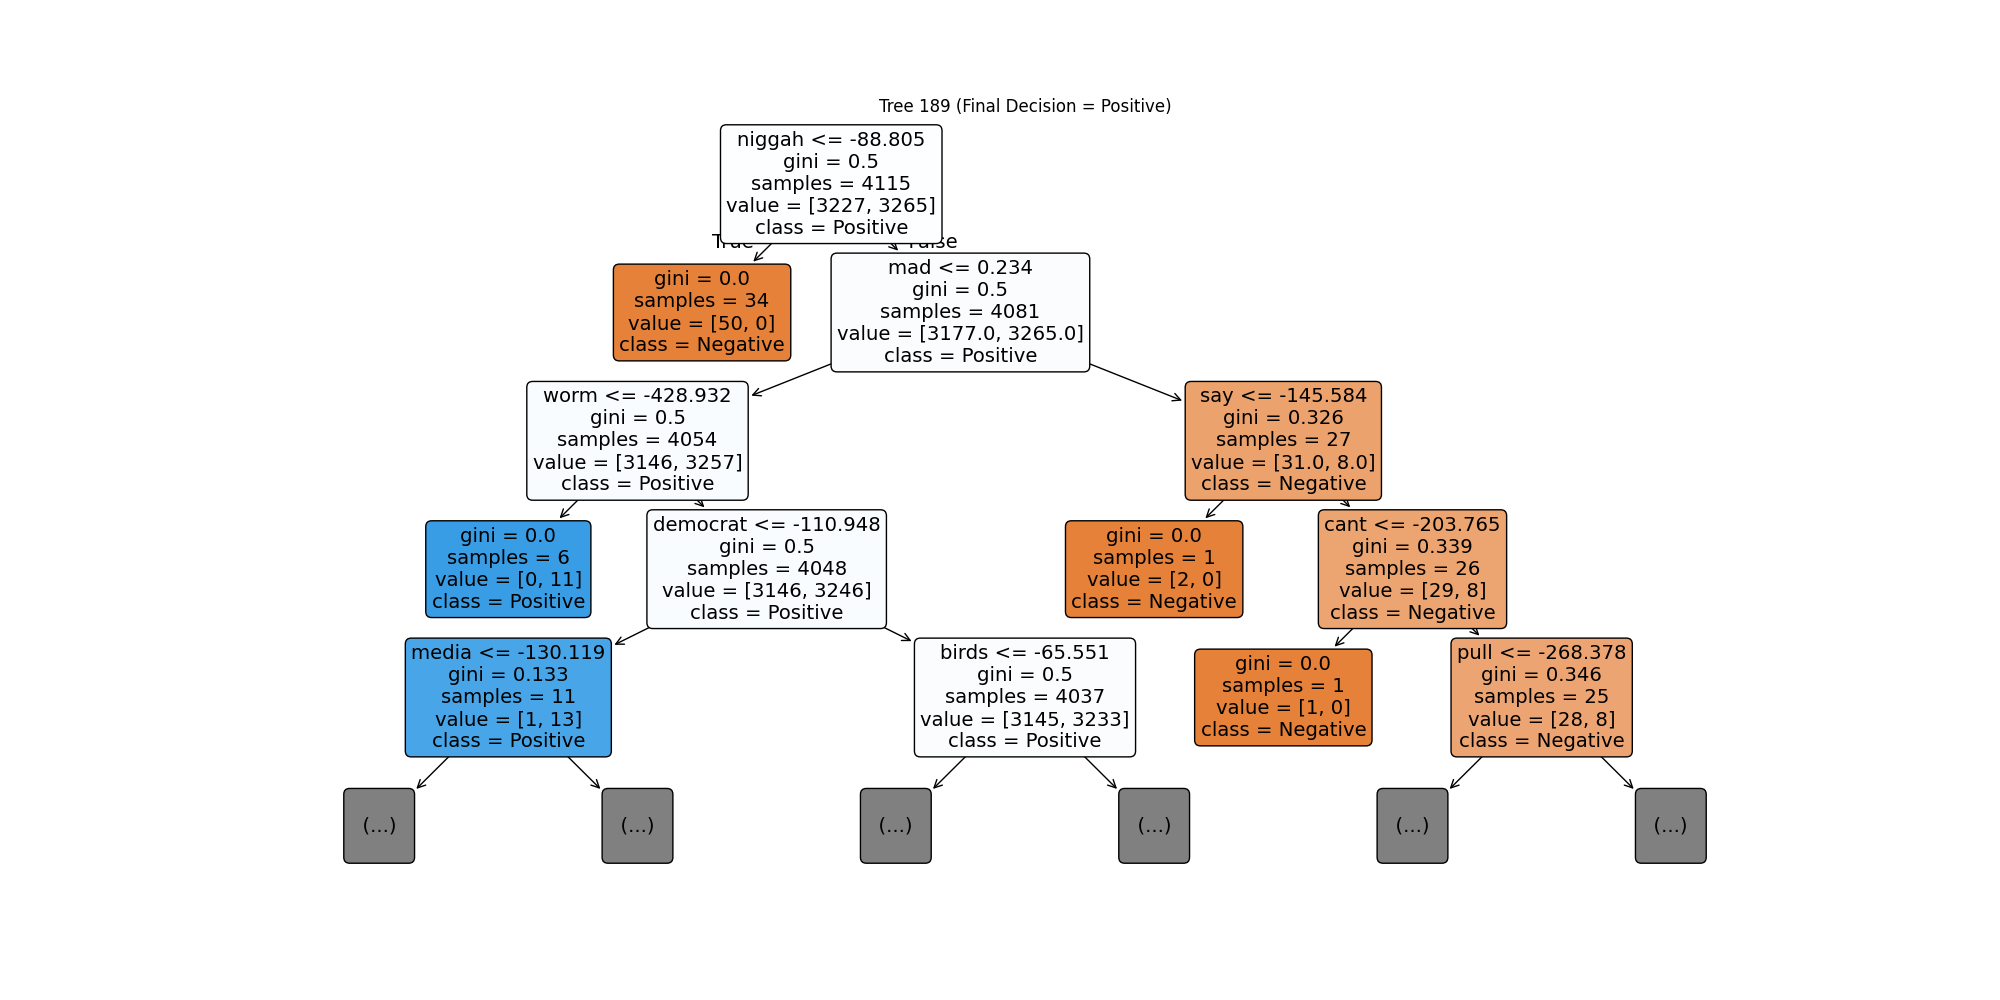 Tree 189 (Final Decision = Positive)
niggah <= -88.805
gini = 0.5
samples = 4115
value = [3227, 3265]
class = Positive
True
False
gini = 0.0
samples = 34
value = [50, 0]
class = Negative
mad <= 0.234
gini = 0.5
samples = 4081
value = [3177.0, 3265.0]
class = Positive
worm <= -428.932
gini = 0.5
samples = 4054
value = [3146, 3257]
class = Positive
say <= -145.584
gini = 0.326
samples = 27
value = [31.0, 8.0]
class = Negative
gini = 0.0
samples = 6
value = [0, 11]
class = Positive
democrat <= -110.948
gini = 0.5
samples = 4048
value = [3146, 3246]
class = Positive
gini = 0.0
samples = 1
value = [2, 0]
class = Negative
cant <= -203.765
gini = 0.339
samples = 26
value = [29, 8]
class = Negative
media <= -130.119
gini = 0.133
samples = 11
value = [1, 13]
class = Positive
birds <= -65.551
gini = 0.5
samples = 4037
value = [3145, 3233]
class = Positive
gini = 0.0
samples = 1
value = [1, 0]
class = Negative
pull <= -268.378
gini = 0.346
samples = 25
value = [28, 8]
class = Negative
(...)
(...)
(...)
(...)
(...)
(...)